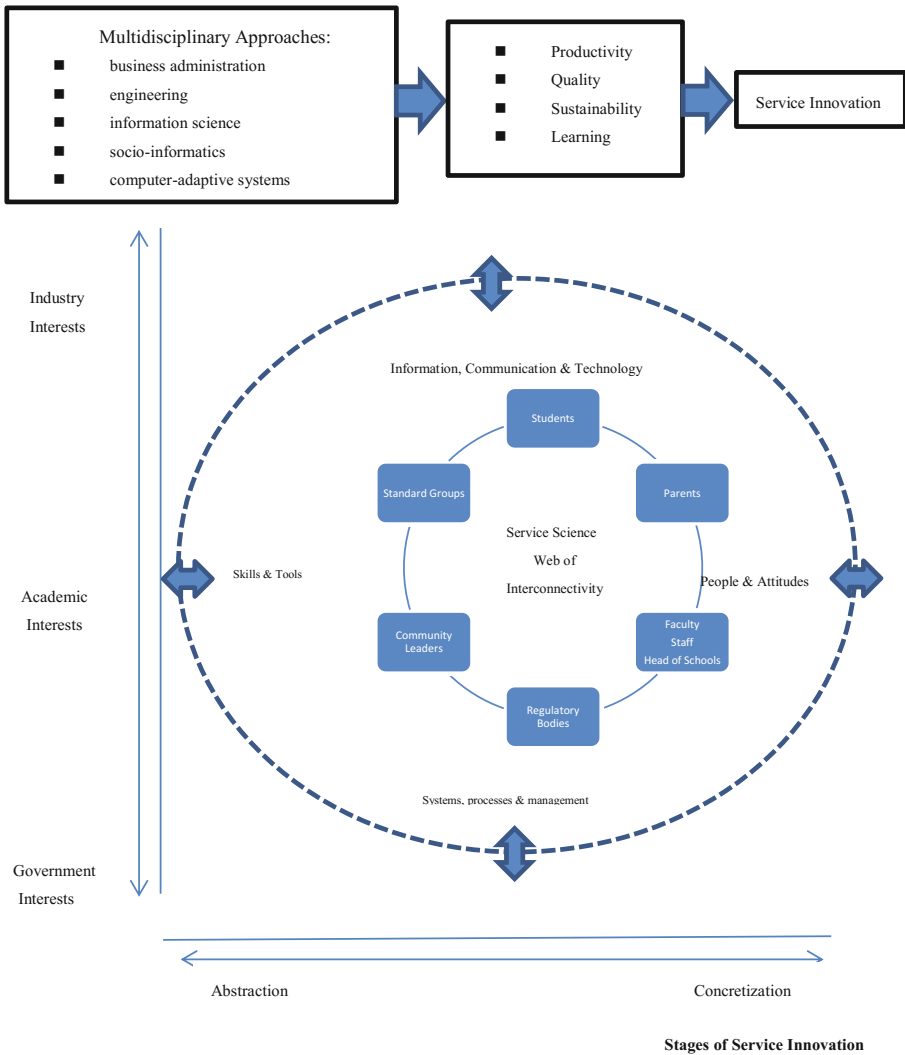 Multidisciplinary Approaches:
■ business administration
■ engineering
■ information science
■ socio-informatics
■ computer-adaptive systems
■ Productivity
■ Quality
■ Sustainability
■ Learning
Service Innovation
Industry
Interests
Academic
Interests
Government
Interests
Information, Communication & Technology
Students
Standard Groups
Parents
Service Science
Web of
Interconnectivity
Skills & Tools
People & Attitudes
Community
Leaders
Faculty
Staff
Head of Schools
Regulatory
Bodies
Systems, processes & management
Abstraction
Concretization
Stages of Service Innovation